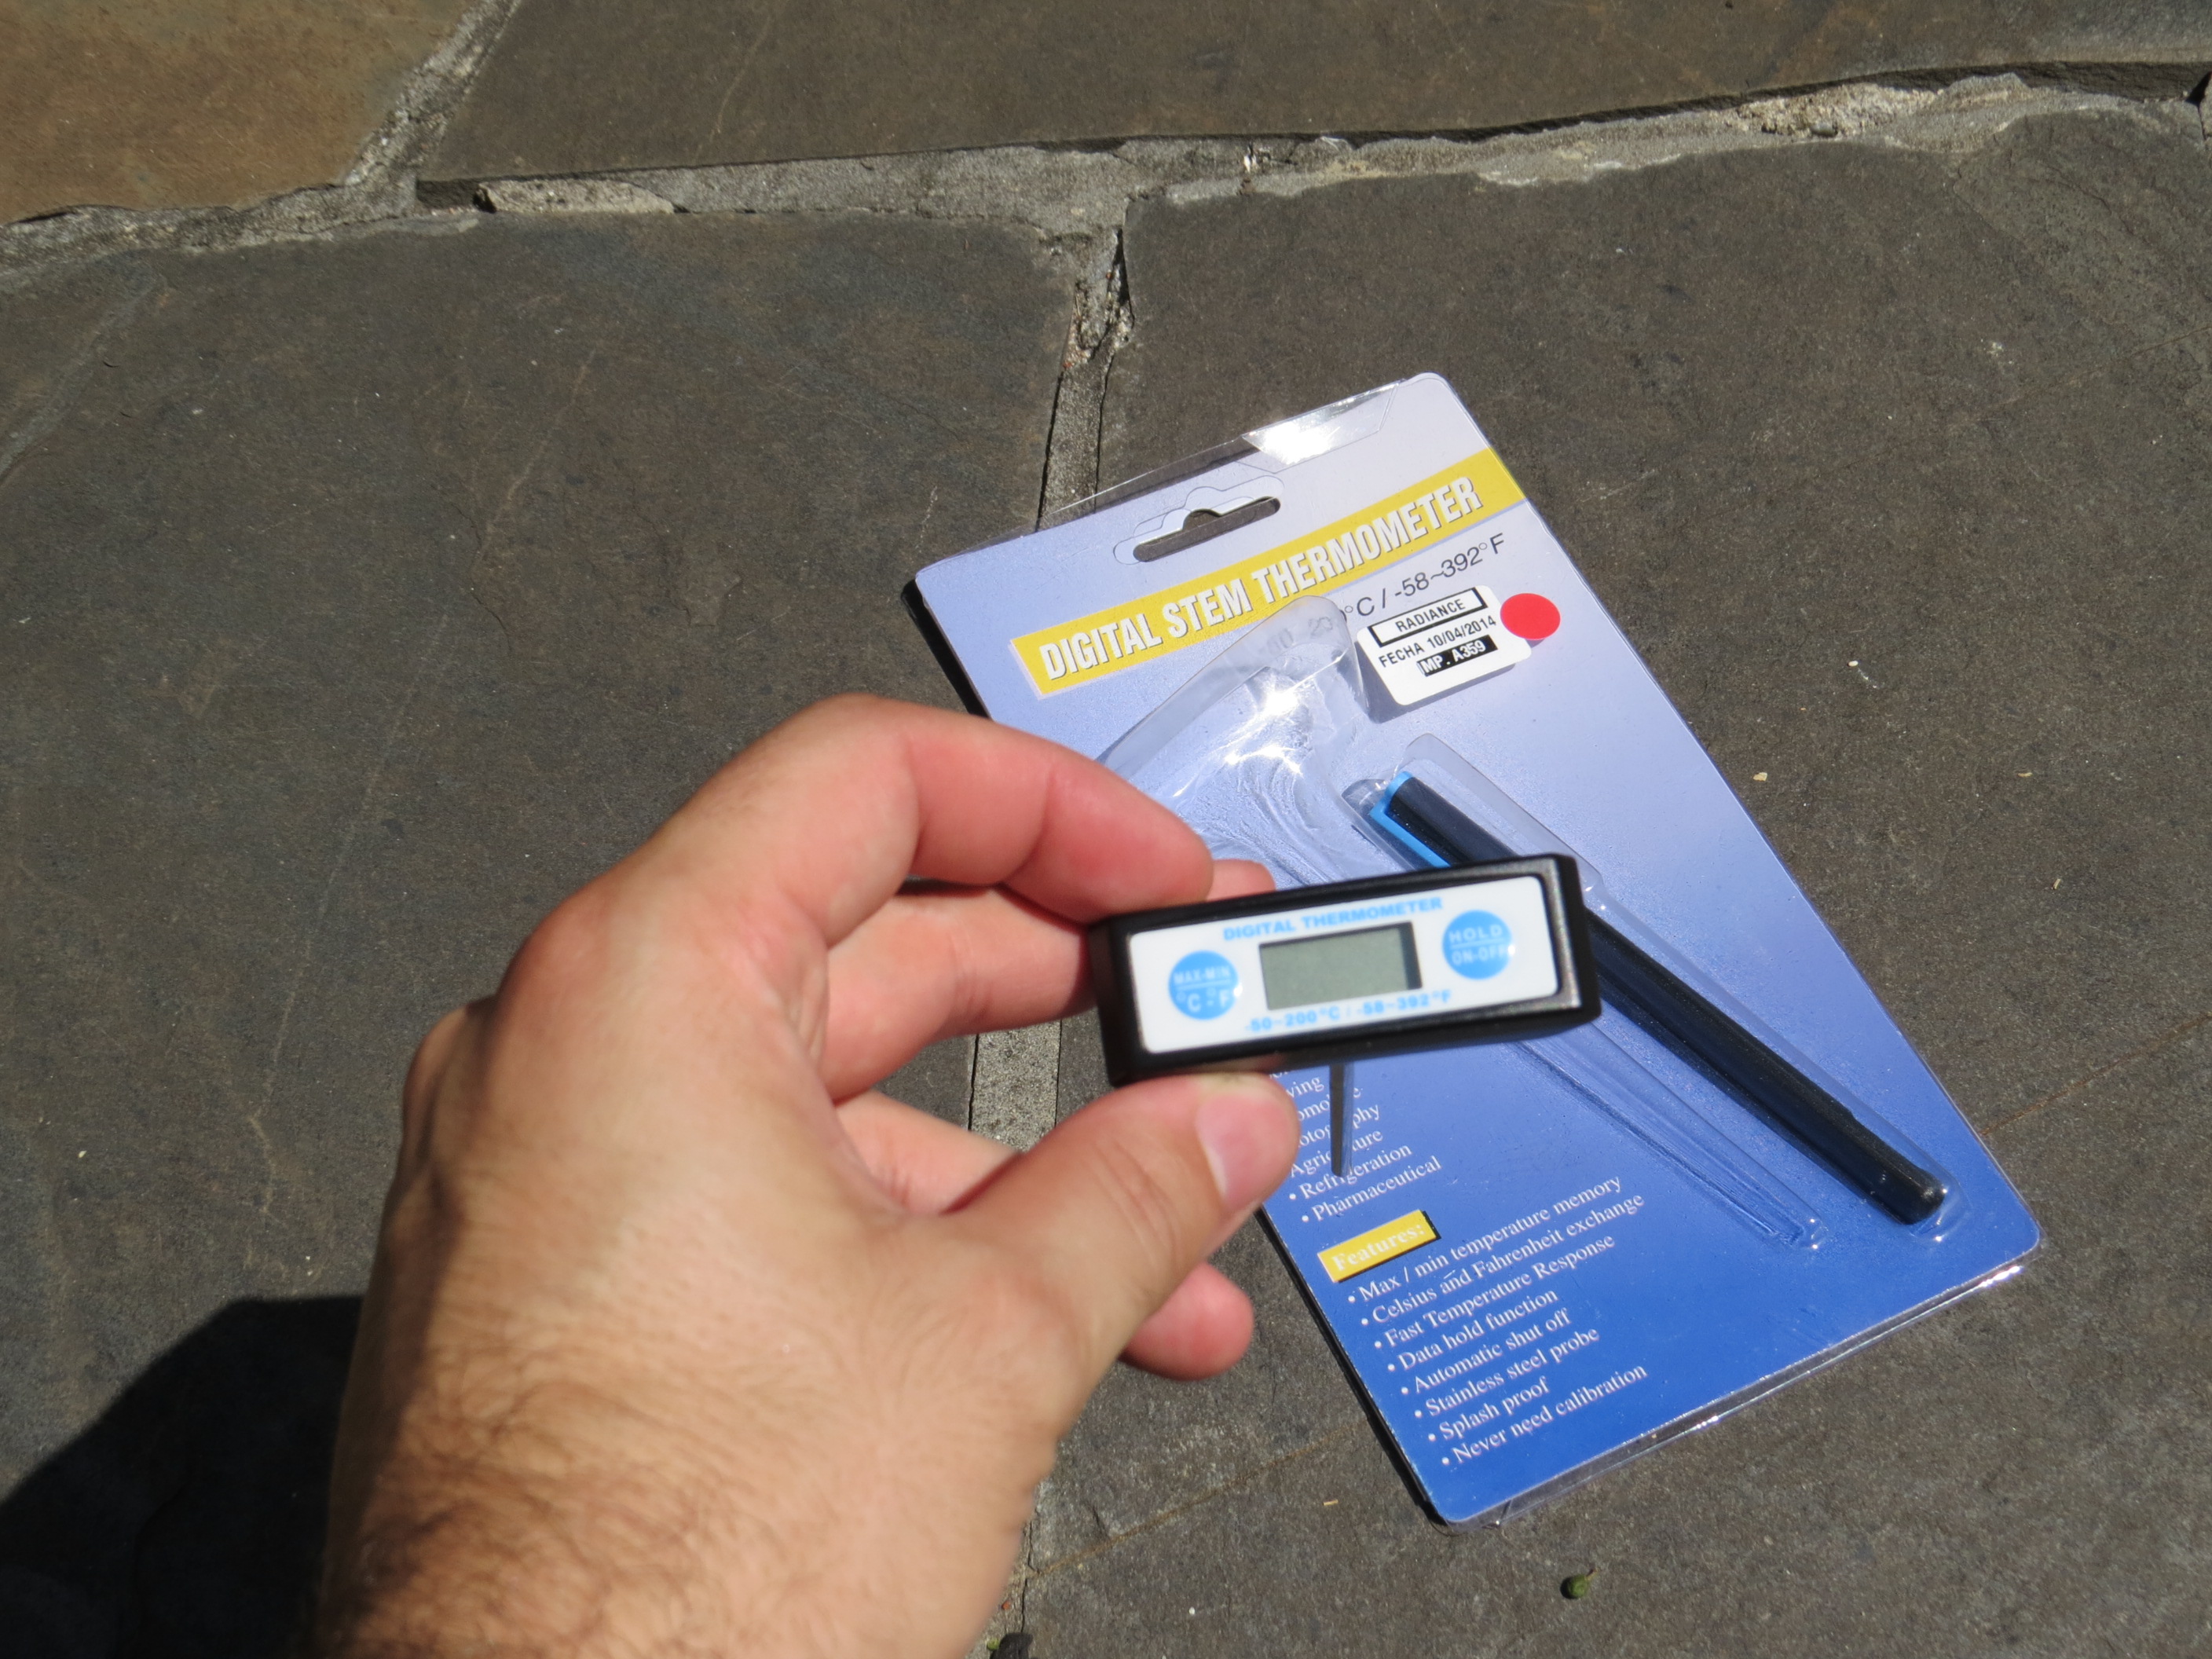 DIGITAL STEM THERMOMETER
°C / -58~392°F
RADIANCE
FECHA 10/04/2014
MP. A359
DIGITAL THERMOMETER
MAX-MIN
°C-°F
HOLD
ON-OFF
-50~200°C / -58~392°F
• Refrigeration
• Pharmaceutical
Features:
• Max / min temperature memory
• Celsius and Fahrenheit exchange
• Fast Temperature Response
• Data hold function
• Automatic shut off
• Stainless steel probe
• Splash proof
• Never need calibration